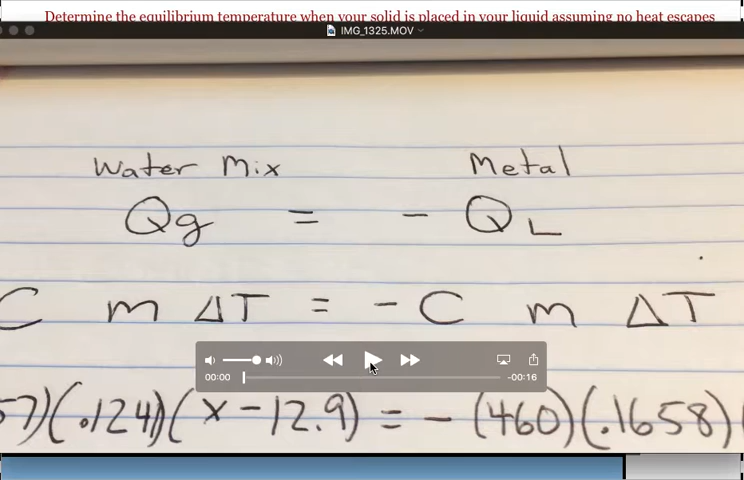 Determine the equilibrium temperature when your solid is placed in your liquid assuming no heat escapes
IMG_1325.MOV
Water Mix Metal
Qg = - QL
C m ΔT = - C m ΔT
00:00 -00:16
57)(.124)(x-12.9) = - (460)(.1658)(